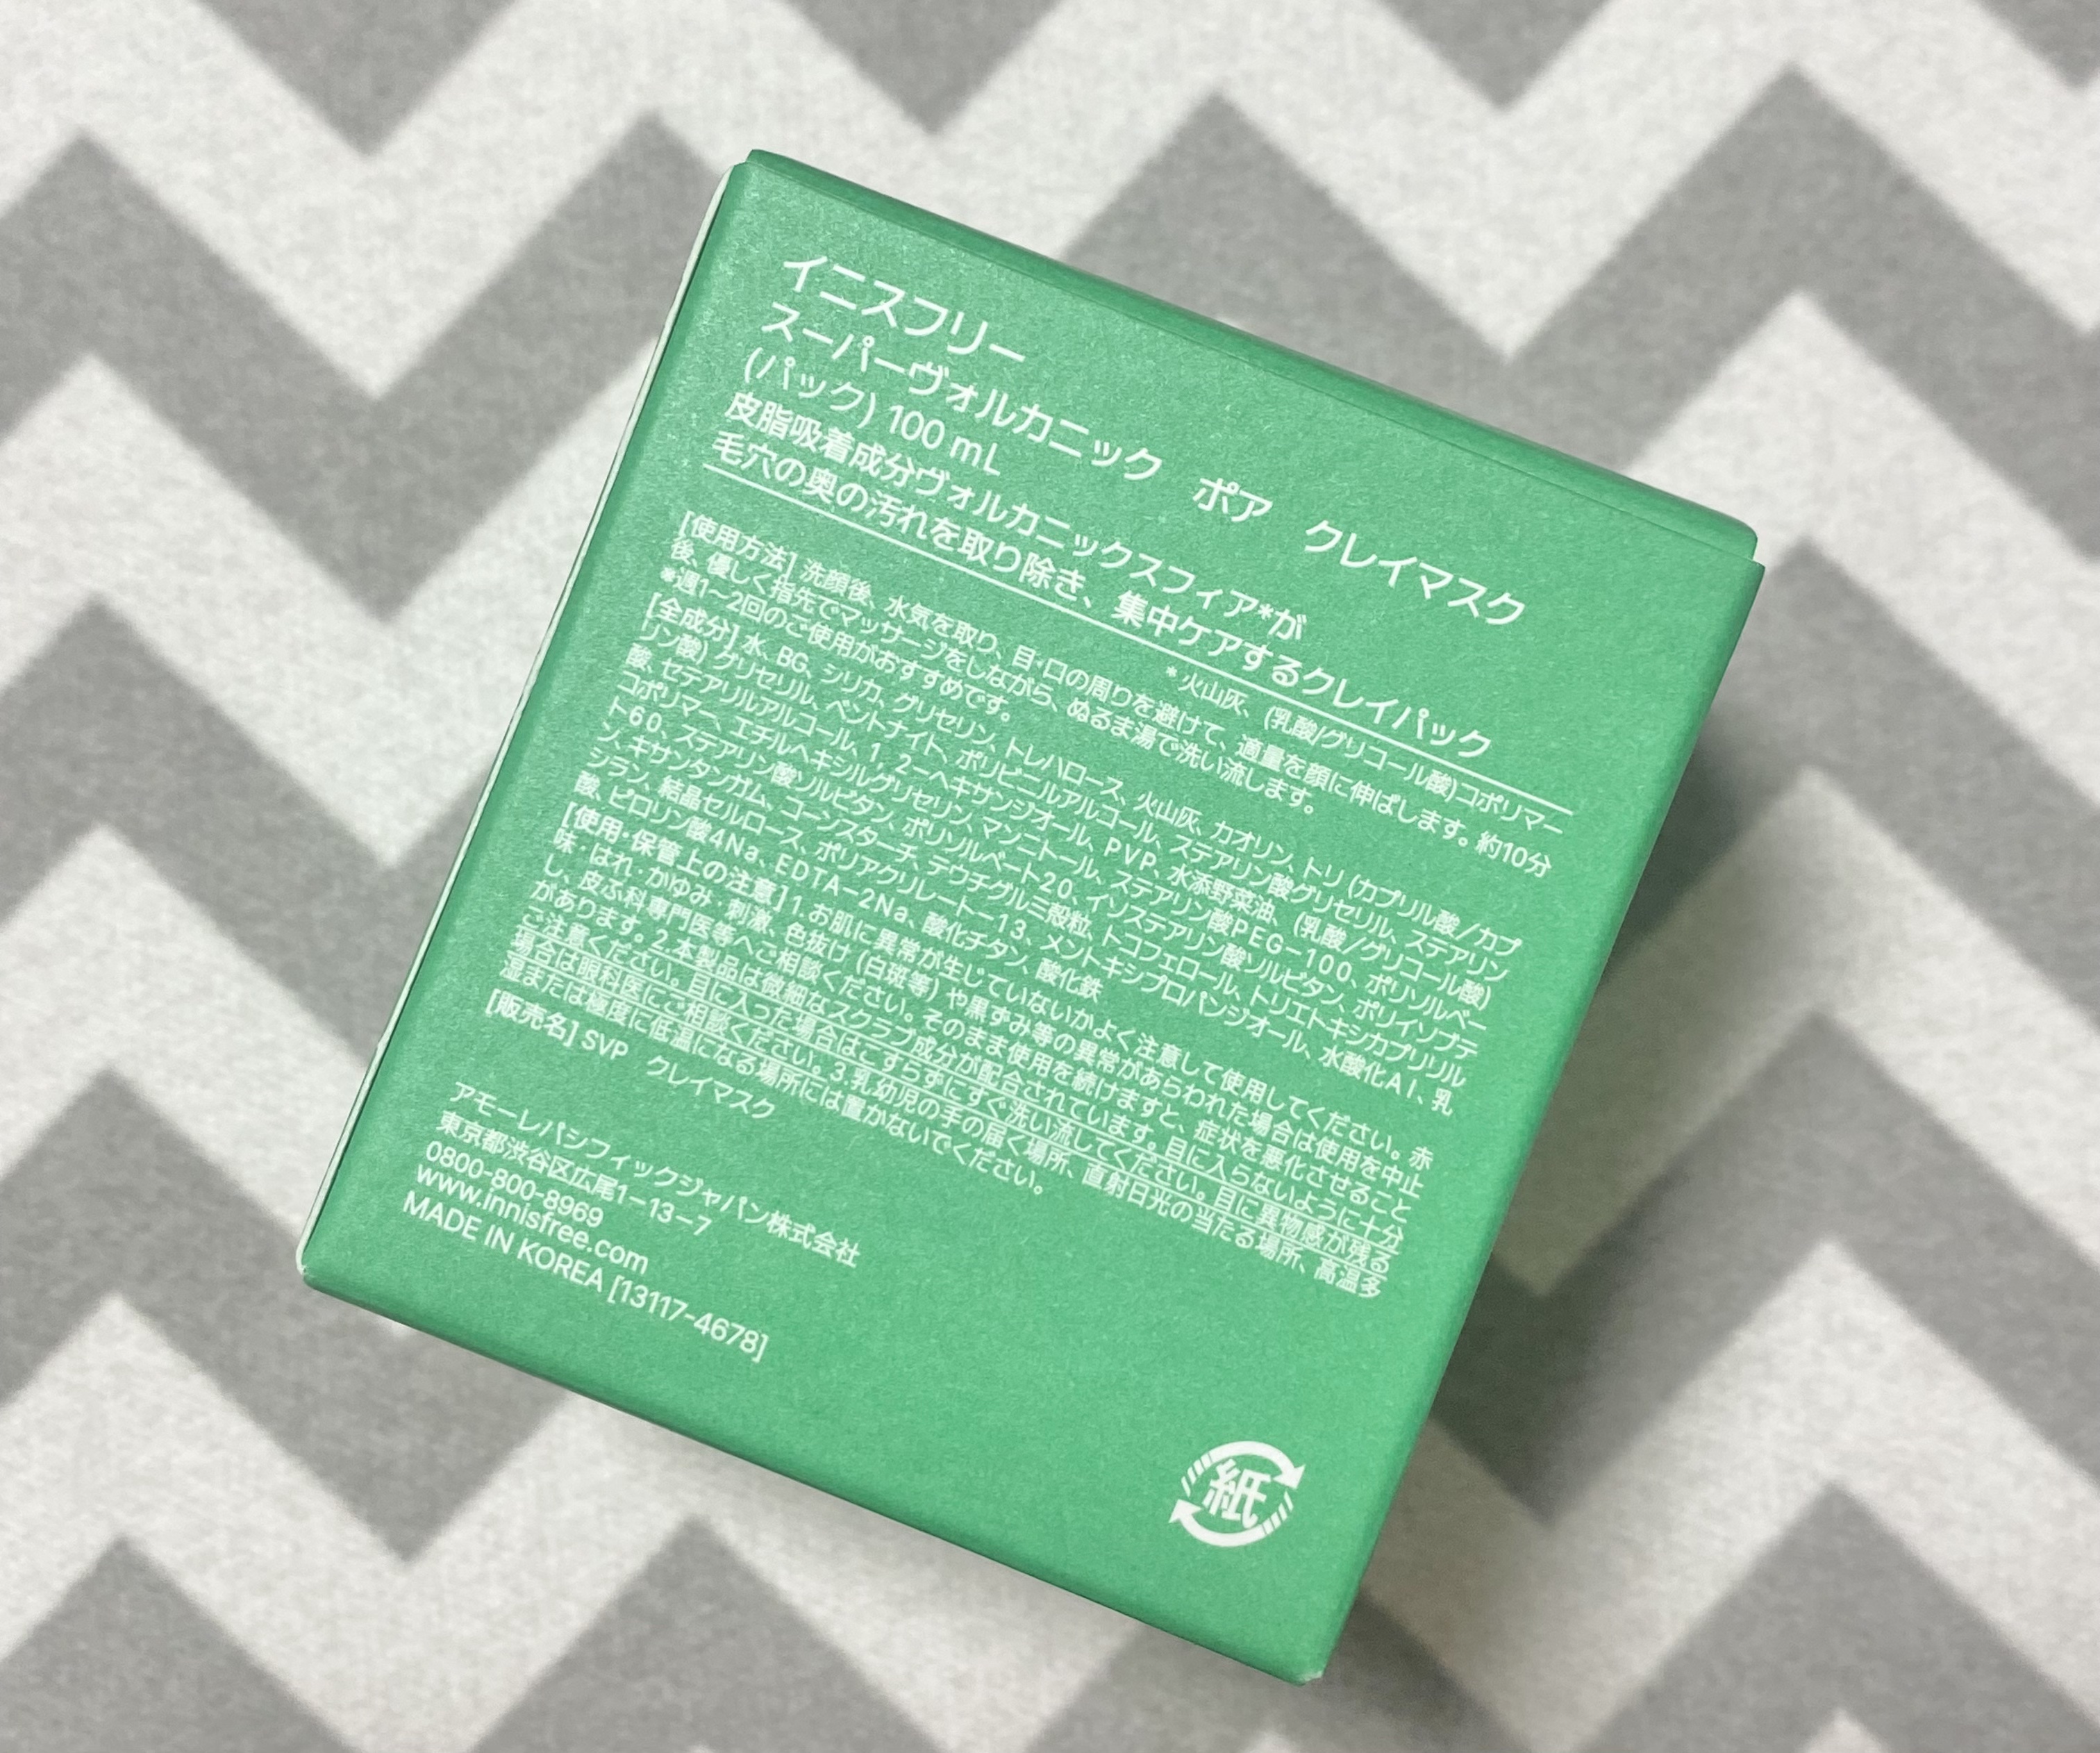 イニスフリー
スーパーヴォルカニック　ポア　クレイマスク
(パック) 100 mL
皮脂吸着成分ヴォルカニックスフィア*が
毛穴の奥の汚れを取り除き、集中ケアするクレイパック
*火山灰、(乳酸/グリコール酸)コポリマー
[使用方法] 洗顔後、水気を取り、目・口の周りを避けて、適量を顔に伸ばします。約10分
後、優しく指先でマッサージをしながら、ぬるま湯で洗い流します。
*週1〜2回のご使用がおすすめです。
[全成分] 水、BG、シリカ、グリセリン、トレハロース、火山灰、カオリン、トリ(カプリル酸/カプ
リン酸)グリセリル、ベントナイト、ポリビニルアルコール、ステアリン酸グリセリル、ステアリン
酸、セテアリルアルコール、1,2-ヘキサンジオール、PVP、水添野菜油、(乳酸/グリコール酸)
コポリマー、エチルヘキシルグリセリン、マンニトール、ステアリン酸PEG-100、ポリソルベー
ト60、ステアリン酸ソルビタン、ポリソルベート20、イソステアリン酸ソルビタン、ポリイソブテ
ン、キサンタンガム、コーンスターチ、テウチグルミ殻粒、トコフェロール、トリエトキシカプリリル
シラン、結晶セルロース、ポリアクリレート-13、メントキシプロパンジオール、水酸化Al、乳
酸、ピロリン酸4Na、EDTA-2Na、酸化チタン、酸化鉄
[使用・保管上の注意] 1.お肌に異常が生じていないかよく注意して使用してください。赤
味・はれ・かゆみ・刺激、色抜け(白斑等)や黒ずみ等の異常があらわれた場合は使用を中止
し、皮ふ科専門医等へご相談ください。そのまま使用を続けますと、症状を悪化させること
があります。2.本製品は微細なスクラブ成分が配合されています。目に入らないように十分
ご注意ください。目に入った場合はこすらずにすぐ洗い流してください。目に異物感が残る
場合は眼科医にご相談ください。3.乳幼児の手の届く場所、直射日光の当たる場所、高温多
湿または極度に低温になる場所には置かないでください。
[販売名] SVP　クレイマスク
アモーレパシフィックジャパン株式会社
東京都渋谷区広尾1-13-7
0800-800-8969
www.innisfree.com
MADE IN KOREA [13117-4678]
紙